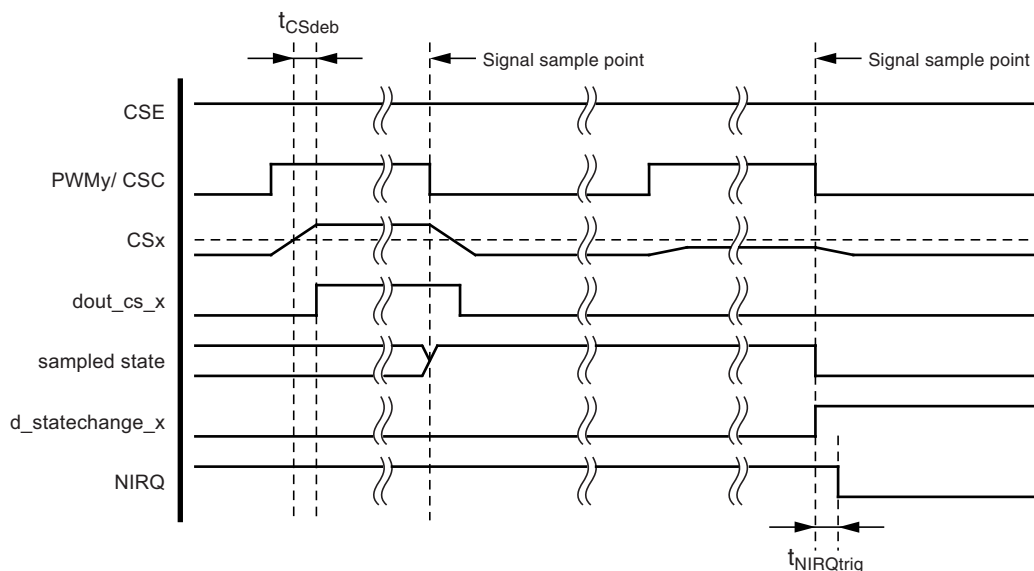 tCSdeb
Signal sample point
Signal sample point
CSE
PWMy/ CSC
CSx
dout_cs_x
sampled state
d_statechange_x
NIRQ
tNIRQtrig